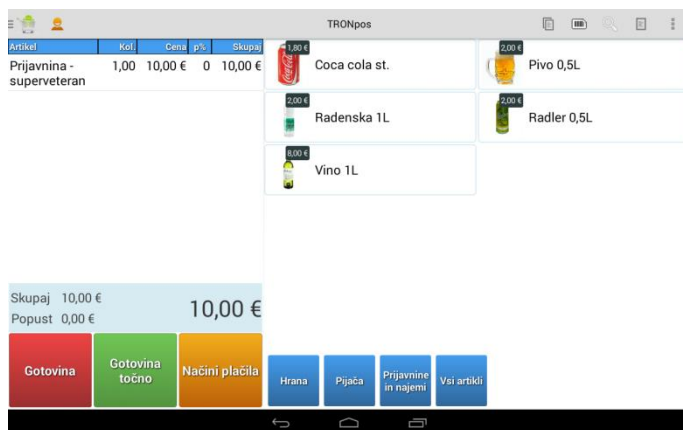 TRONpos
Artikel Kol. Cena p% Skupaj
Prijavnina - 1,00 10,00 € 0 10,00 €
superveteran
1,80 €
Coca cola st.
2,00 €
Pivo 0,5L
2,00 €
Radenska 1L
2,00 €
Radler 0,5L
8,00 €
Vino 1L
Skupaj 10,00 €
Popust 0,00 €
10,00 €
Gotovina
Gotovina
točno
Načini plačila
Hrana
Pijača
Prijavnine
in najemi
Vsi artikli